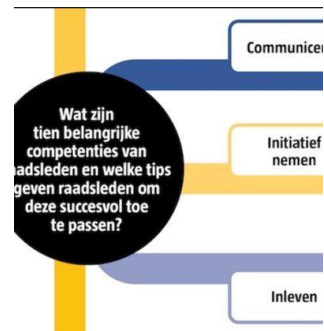 Wat zijn
tien belangrijke
competenties van
aadsleden en welke tips
geven raadsleden om
deze succesvol toe
te passen?
Communicer
Initiatief
nemen
Inleven